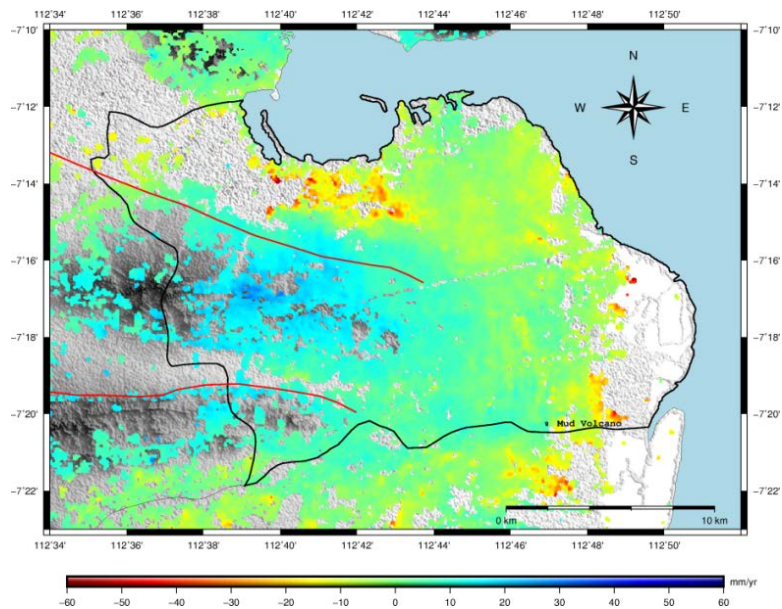 112˚34' 112˚36' 112˚38' 112˚40' 112˚42' 112˚44' 112˚46' 112˚48' 112˚50'
−7˚10' −7˚10'
N
−7˚12' W E −7˚12'
S
−7˚14' −7˚14'
−7˚16' −7˚16'
−7˚18' −7˚18'
−7˚20' Mud Volcano −7˚20'
−7˚22' −7˚22'
0 km 10 km
112˚34' 112˚36' 112˚38' 112˚40' 112˚42' 112˚44' 112˚46' 112˚48' 112˚50'
mm/yr
−60 −50 −40 −30 −20 −10 0 10 20 30 40 50 60